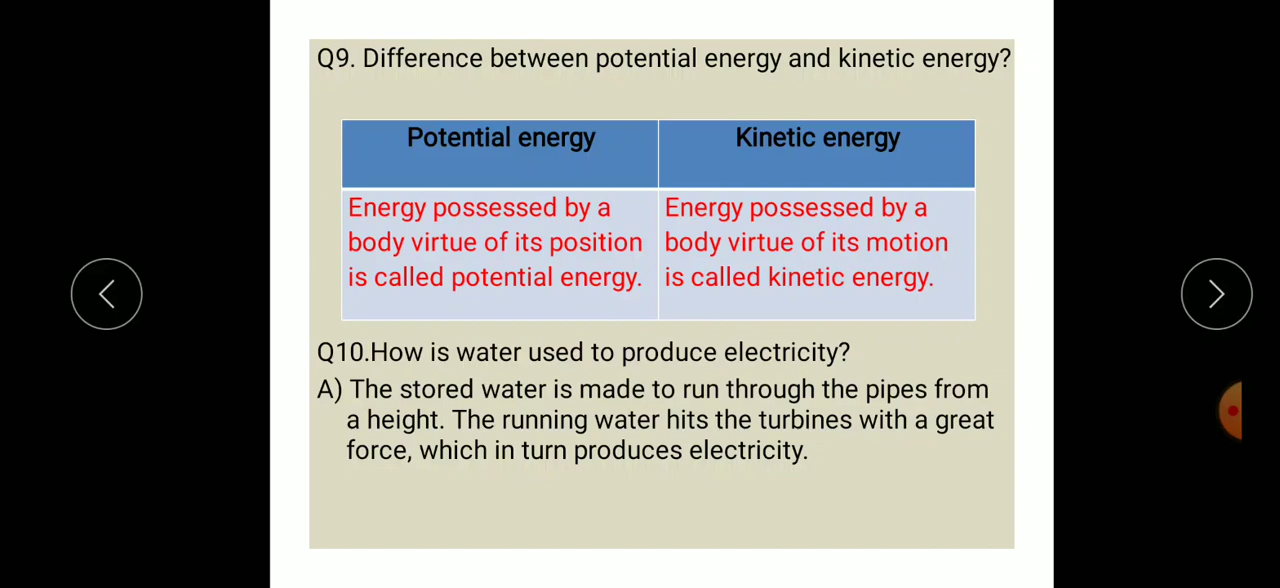 Q9. Difference between potential energy and kinetic energy?
Potential energy
Kinetic energy
Energy possessed by a
body virtue of its position
is called potential energy.
Energy possessed by a
body virtue of its motion
is called kinetic energy.
Q10.How is water used to produce electricity?
A) The stored water is made to run through the pipes from
a height. The running water hits the turbines with a great
force, which in turn produces electricity.